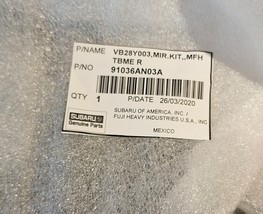 P/NAME VB28Y003,MIR.KIT,,MFH
TBME R
P/NO 91036AN03A
QTY 1 P/DATE 26/03/2020
SUBARU
Genuine Parts
SUBARU OF AMERICA, INC. /
FUJI HEAVY INDUSTRIES U.S.A., INC
MEXICO